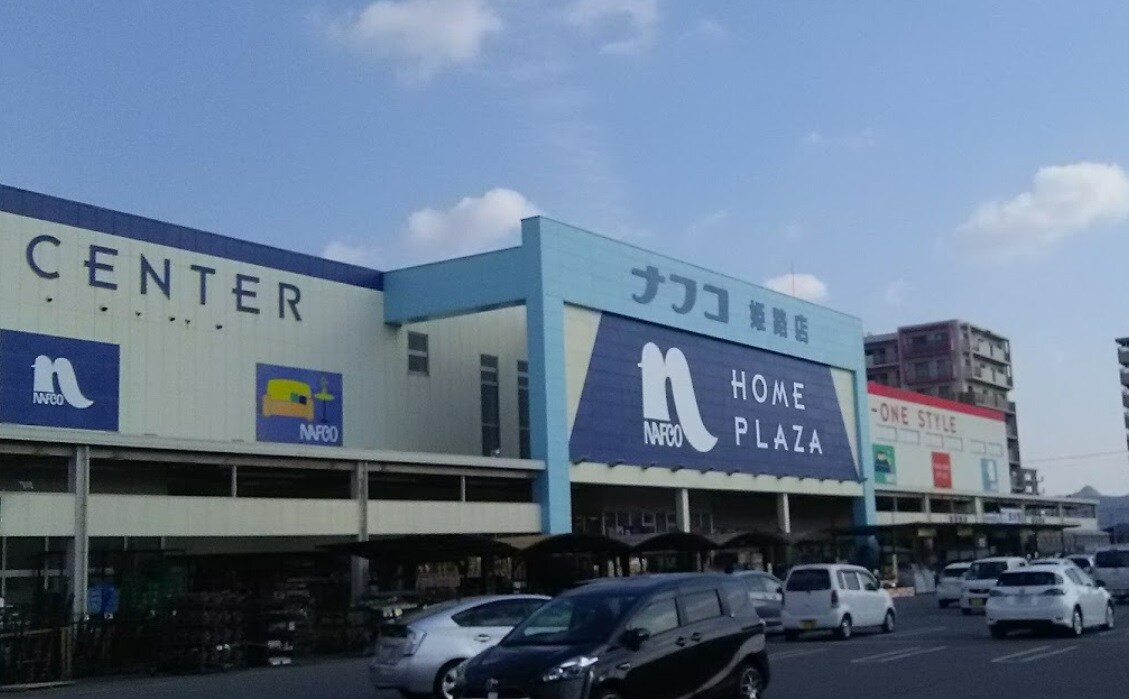 CENTER
NAFCO
NAFCO
ナフコ 姫路店
NAFCO
HOME
PLAZA
-ONE STYLE